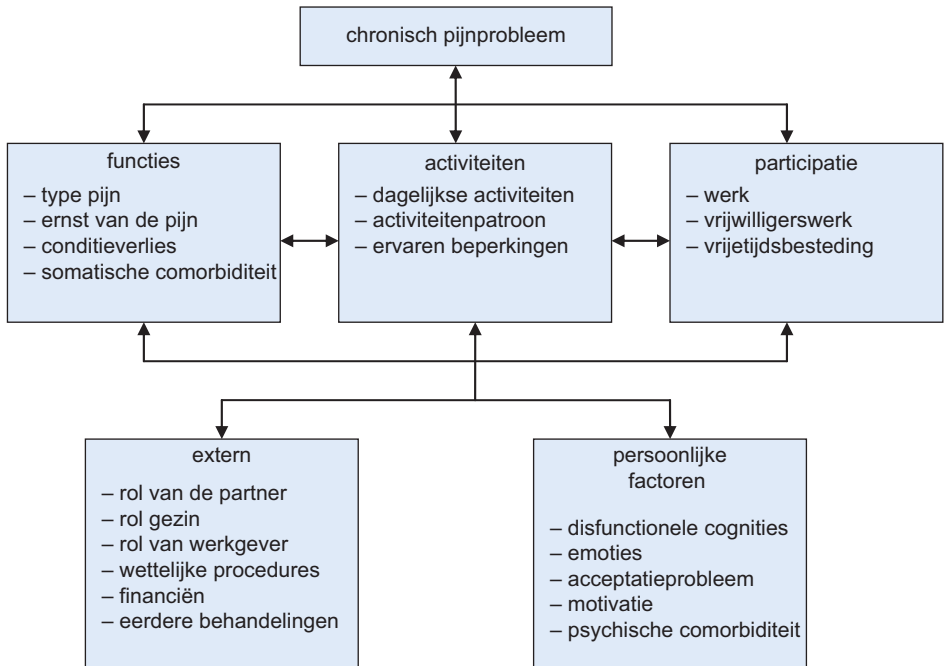 chronisch pijnprobleem
functies
– type pijn
– ernst van de pijn
– conditieverlies
– somatische comorbiditeit
activiteiten
– dagelijkse activiteiten
– activiteitenpatroon
– ervaren beperkingen
participatie
– werk
– vrijwilligerswerk
– vrijetijdsbesteding
extern
– rol van de partner
– rol gezin
– rol van werkgever
– wettelijke procedures
– financiën
– eerdere behandelingen
persoonlijke
factoren
– disfunctionele cognities
– emoties
– acceptatieprobleem
– motivatie
– psychische comorbiditeit